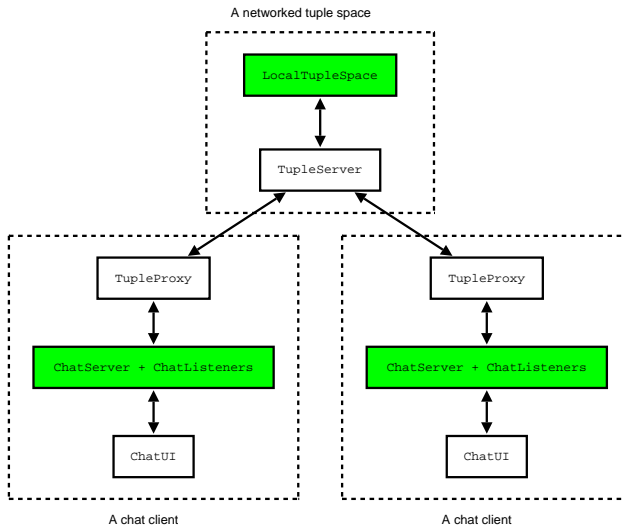 A networked tuple space
LocalTupleSpace
TupleServer
TupleProxy
TupleProxy
ChatServer + ChatListeners
ChatServer + ChatListeners
ChatUI
ChatUI
A chat client
A chat client